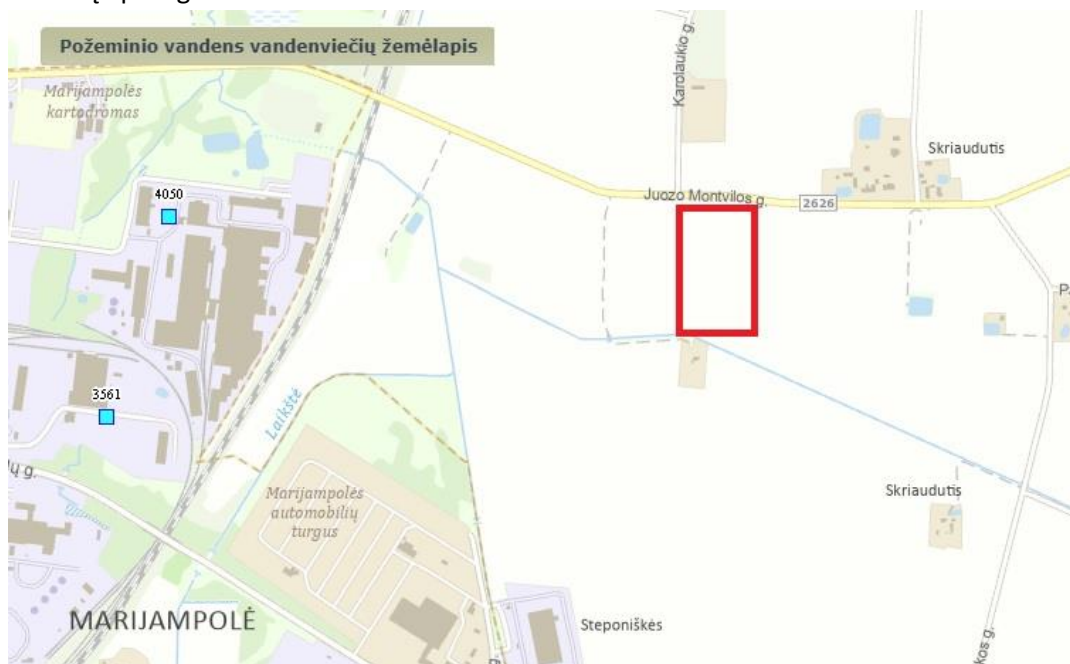 Požeminio vandens vandenviečių žemėlapis
Marijampolės
kartodromas
Karolaukio g.
Skriaudutis
4050
Juozo Montvilos g.
2626
3561
Laikštė
Marijampolės
automobilių
turgus
Skriaudutis
MARIJAMPOLĖ
Steponiškės
kos g.